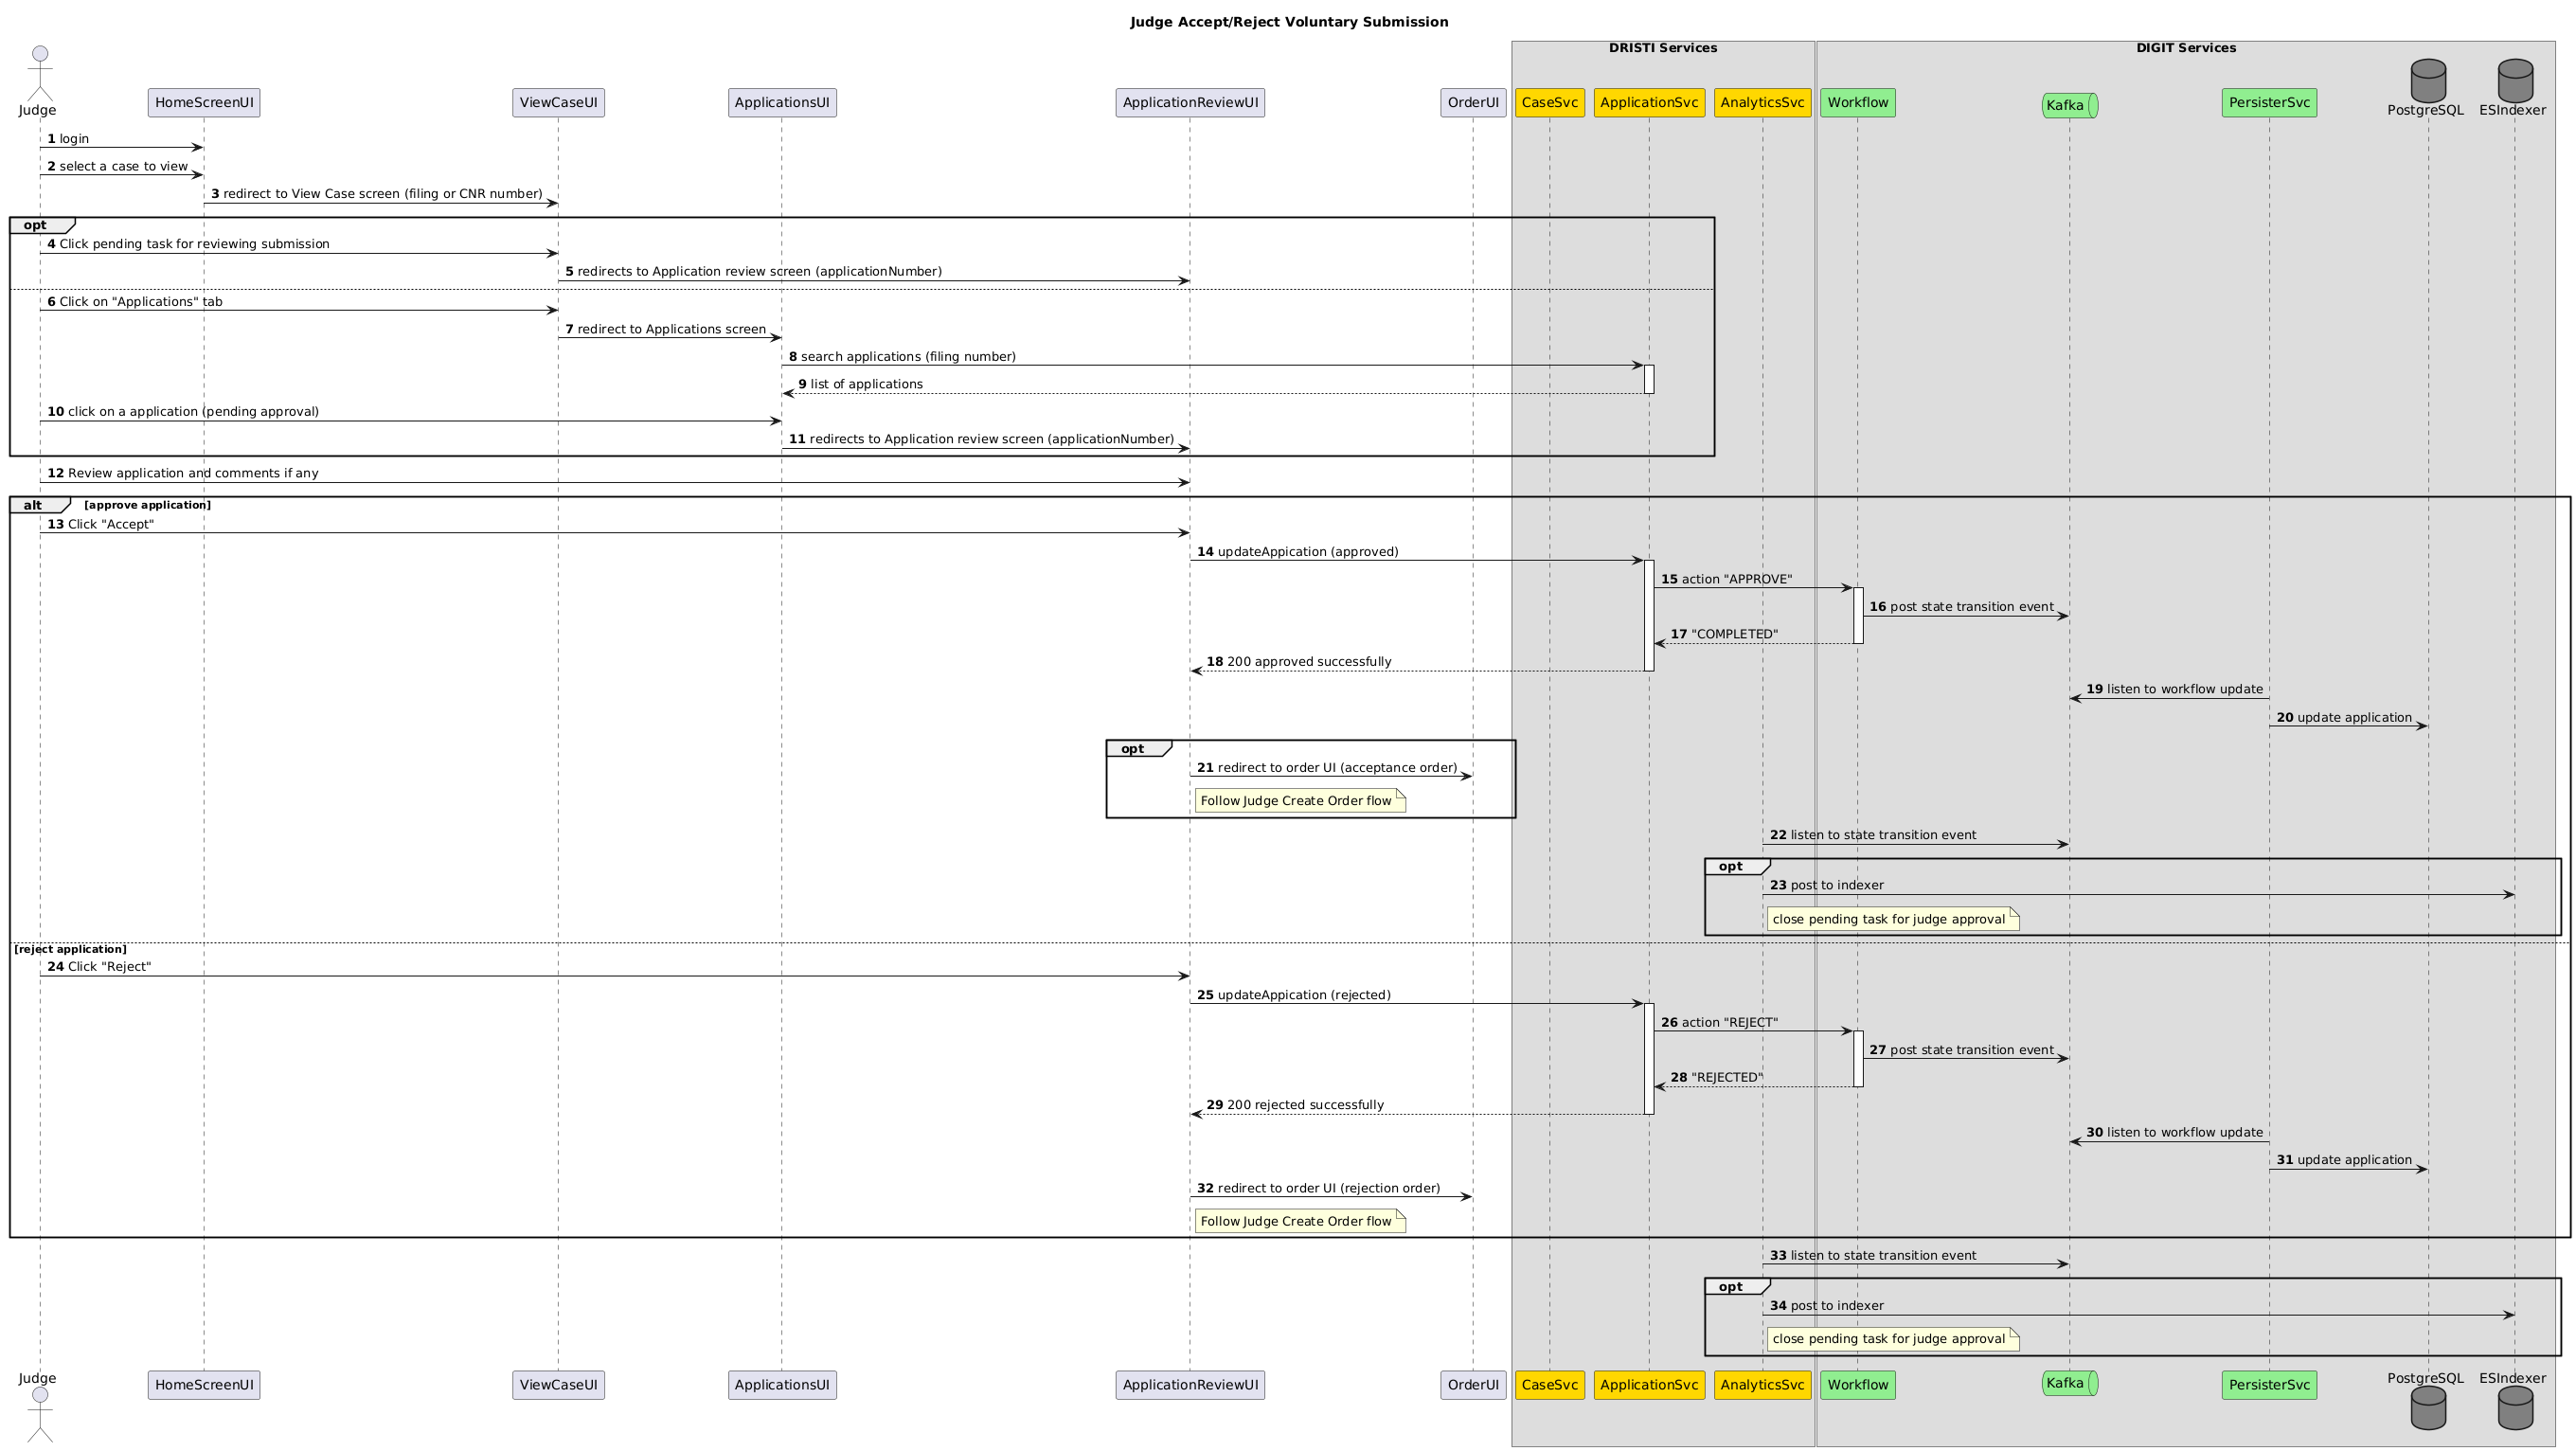 Judge Accept/Reject Voluntary Submission
DRISTI Services
DIGIT Services
Judge
HomeScreenUI
ViewCaseUI
ApplicationsUI
ApplicationReviewUI
OrderUI
CaseSvc
ApplicationSvc
AnalyticsSvc
Workflow
Kafka
PersisterSvc
PostgreSQL
ESIndexer
1 login
2 select a case to view
3 redirect to View Case screen (filing or CNR number)
opt
4 Click pending task for reviewing submission
5 redirects to Application review screen (applicationNumber)
6 Click on "Applications" tab
7 redirect to Applications screen
8 search applications (filing number)
9 list of applications
10 click on a application (pending approval)
11 redirects to Application review screen (applicationNumber)
12 Review application and comments if any
alt [approve application]
13 Click "Accept"
14 updateAppication (approved)
15 action "APPROVE"
16 post state transition event
17 "COMPLETED"
18 200 approved successfully
19 listen to workflow update
20 update application
opt
21 redirect to order UI (acceptance order)
Follow Judge Create Order flow
22 listen to state transition event
opt
23 post to indexer
close pending task for judge approval
[reject application]
24 Click "Reject"
25 updateAppication (rejected)
26 action "REJECT"
27 post state transition event
28 "REJECTED"
29 200 rejected successfully
30 listen to workflow update
31 update application
32 redirect to order UI (rejection order)
Follow Judge Create Order flow
33 listen to state transition event
opt
34 post to indexer
close pending task for judge approval
Judge
HomeScreenUI
ViewCaseUI
ApplicationsUI
ApplicationReviewUI
OrderUI
CaseSvc
ApplicationSvc
AnalyticsSvc
Workflow
Kafka
PersisterSvc
PostgreSQL
ESIndexer